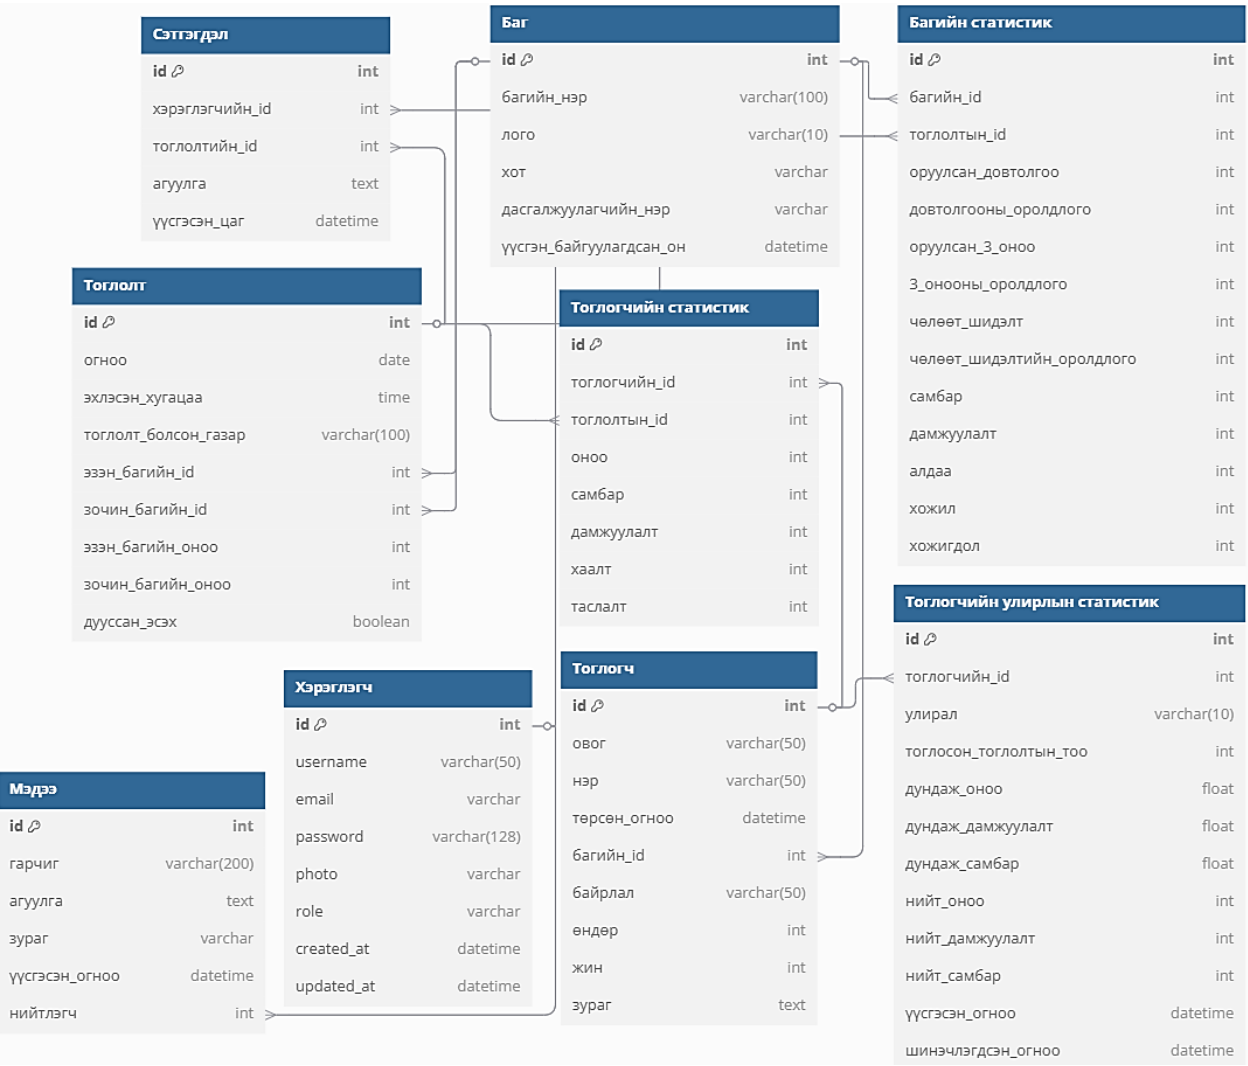 Сэтгэгдэл
id int
хэрэглэгчийн_id int
тоглолтийн_id int
агуулга text
үүсгэсэн_цаг datetime
Баг
id int
багийн_нэр varchar(100)
лого varchar(10)
хот varchar
дасгалжуулагчийн_нэр varchar
үүсгэн_байгуулагдсан_он datetime
Багийн статистик
id int
багийн_id int
тоглолтын_id int
оруулсан_довтолгоо int
довтолгооны_оролдлого int
оруулсан_3_оноо int
3_онооны_оролдлого int
чөлөөт_шидэлт int
чөлөөт_шидэлтийн_оролдлого int
самбар int
дамжуулалт int
алдаа int
хожил int
хожигдол int
Тоглолт
id int
огноо date
эхлэсэн_хугацаа time
тоглолт_болсон_газар varchar(100)
эзэн_багийн_id int
зочин_багийн_id int
эзэн_багийн_оноо int
зочин_багийн_оноо int
дууссан_эсэх boolean
Тоглогчийн статистик
id int
тоглогчийн_id int
тоглолтын_id int
оноо int
самбар int
дамжуулалт int
хаалт int
таслалт int
Тоглогчийн улирлын статистик
id int
тоглогчийн_id int
улирал varchar(10)
тоглосон_тоглолтын_тоо int
дундаж_оноо float
дундаж_дамжуулалт float
дундаж_самбар float
нийт_оноо int
нийт_дамжуулалт int
нийт_самбар int
үүсгэсэн_огноо datetime
шинэчлэгдсэн_огноо datetime
Хэрэглэгч
id int
username varchar(50)
email varchar
password varchar(128)
photo varchar
role varchar
created_at datetime
updated_at datetime
Тоглогч
id int
овог varchar(50)
нэр varchar(50)
төрсөн_огноо datetime
багийн_id int
байрлал varchar(50)
өндөр int
жин int
зураг text
Мэдээ
id int
гарчиг varchar(200)
агуулга text
зураг varchar
үүсгэсэн_огноо datetime
нийтлэгч int